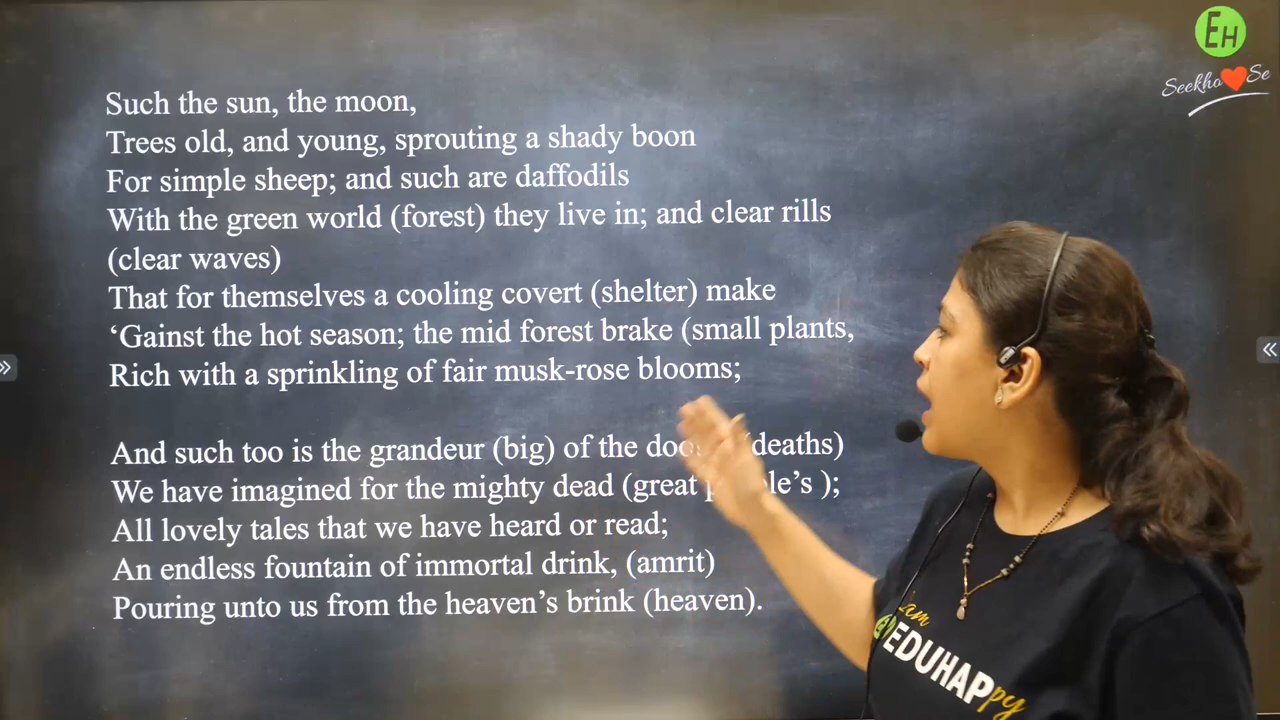 EH
Seekho Se
Such the sun, the moon,
Trees old, and young, sprouting a shady boon
For simple sheep; and such are daffodils
With the green world (forest) they live in; and clear rills
(clear waves)
That for themselves a cooling covert (shelter) make
‘Gainst the hot season; the mid forest brake (small plants,
Rich with a sprinkling of fair musk-rose blooms;
And such too is the grandeur (big) of the (deaths)
We have imagined for the mighty dead (great );
All lovely tales that we have heard or read;
An endless fountain of immortal drink, (amrit)
Pouring unto us from the heaven’s brink (heaven).
I am
EDUHAPpy